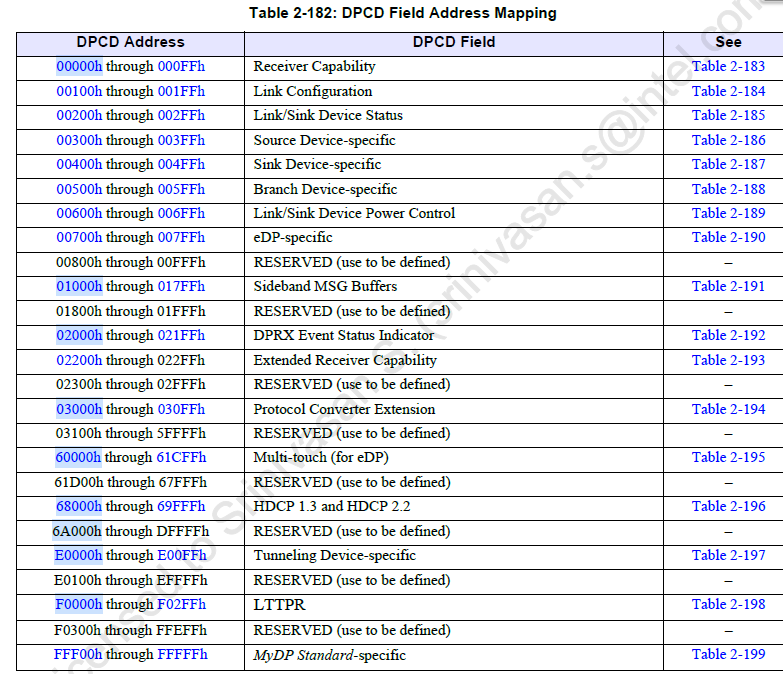 Table 2-182: DPCD Field Address Mapping
DPCD Address DPCD Field See
00000h through 000FFh Receiver Capability Table 2-183
00100h through 001FFh Link Configuration Table 2-184
00200h through 002FFh Link/Sink Device Status Table 2-185
00300h through 003FFh Source Device-specific Table 2-186
00400h through 004FFh Sink Device-specific Table 2-187
00500h through 005FFh Branch Device-specific Table 2-188
00600h through 006FFh Link/Sink Device Power Control Table 2-189
00700h through 007FFh eDP-specific Table 2-190
00800h through 00FFFh RESERVED (use to be defined) –
01000h through 017FFh Sideband MSG Buffers Table 2-191
01800h through 01FFFh RESERVED (use to be defined) –
02000h through 021FFh DPRX Event Status Indicator Table 2-192
02200h through 022FFh Extended Receiver Capability Table 2-193
02300h through 02FFFh RESERVED (use to be defined) –
03000h through 030FFh Protocol Converter Extension Table 2-194
03100h through 5FFFFh RESERVED (use to be defined) –
60000h through 61CFFh Multi-touch (for eDP) Table 2-195
61D00h through 67FFFh RESERVED (use to be defined) –
68000h through 69FFFh HDCP 1.3 and HDCP 2.2 Table 2-196
6A000h through DFFFFh RESERVED (use to be defined) –
E0000h through E00FFh Tunneling Device-specific Table 2-197
E0100h through EFFFFh RESERVED (use to be defined) –
F0000h through F02FFh LTTPR Table 2-198
F0300h through FFEFFh RESERVED (use to be defined) –
FFF00h through FFFFFh MyDP Standard-specific Table 2-199
icensed to Srinivasan S. (srinivasan.s@intel.com